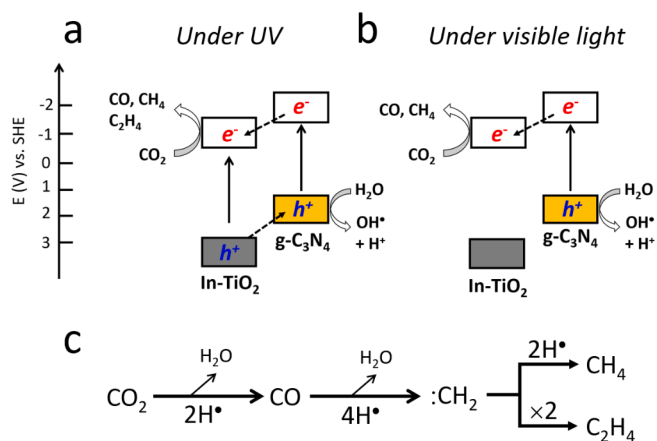 a
Under UV
b
Under visible light
E (V) vs. SHE
-2
-1
0
1
2
3
CO, CH₄
C₂H₄
CO₂
e⁻
e⁻
h⁺
h⁺
H₂O
OH•
+ H⁺
g-C₃N₄
In-TiO₂
CO, CH₄
CO₂
e⁻
e⁻
h⁺
H₂O
OH•
+ H⁺
g-C₃N₄
In-TiO₂
c
CO₂
H₂O
2H•
CO
H₂O
4H•
:CH₂
2H•
CH₄
×2
C₂H₄